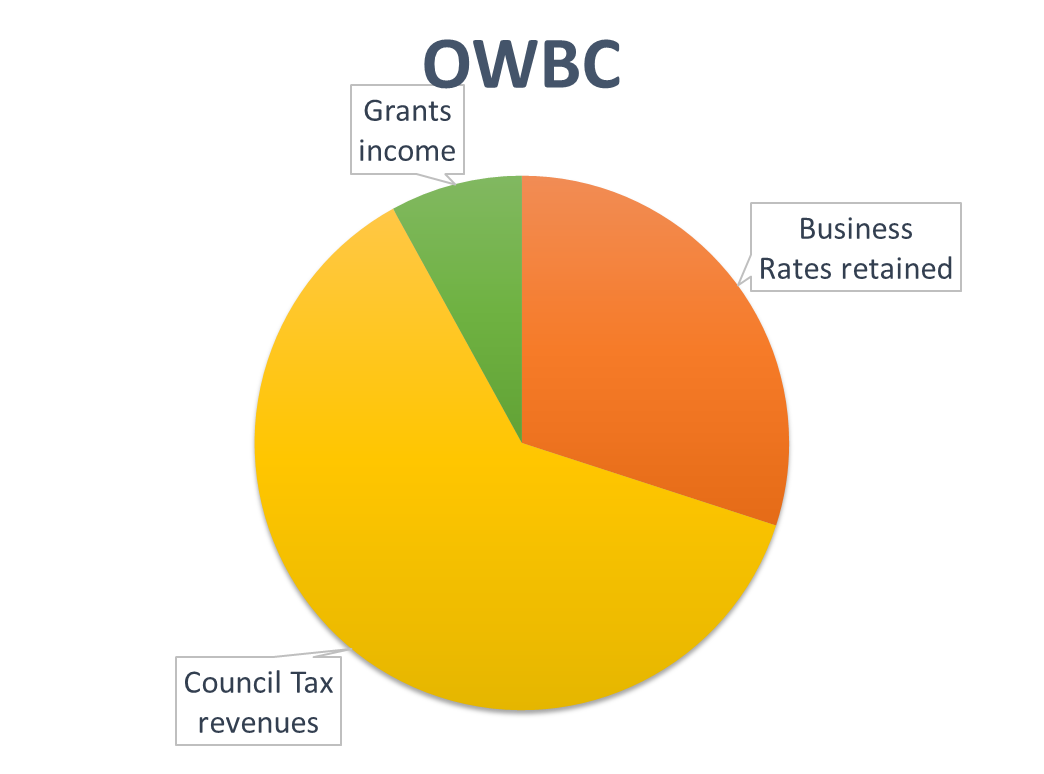 OWBC
Grants
income
Business
Rates retained
Council Tax
revenues